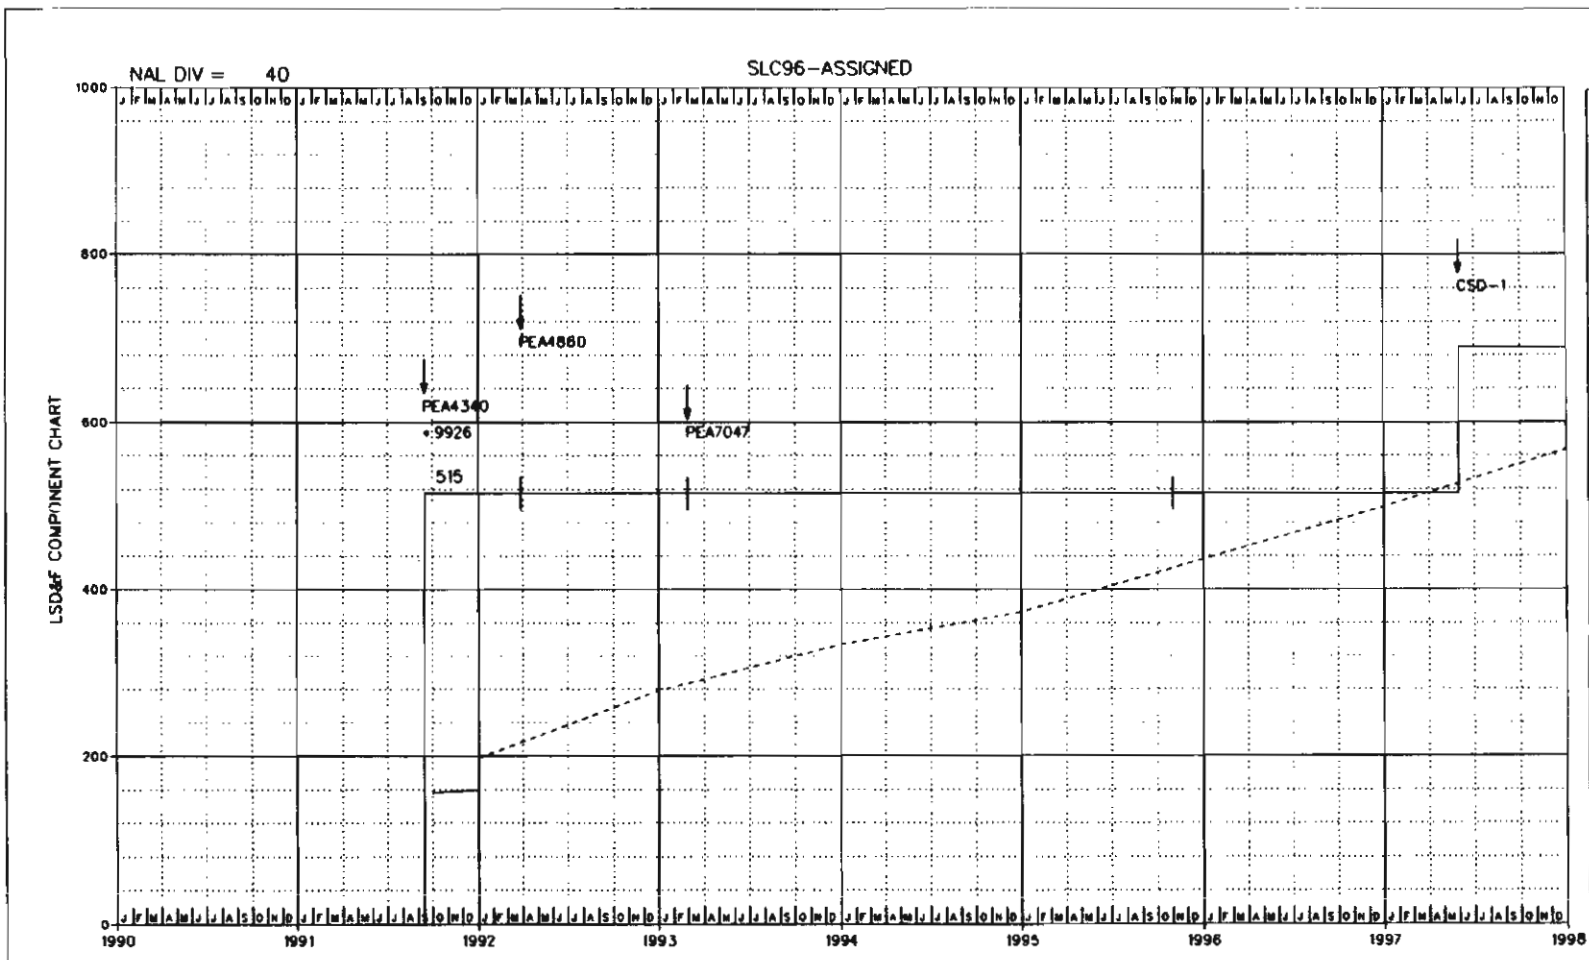 NAL DIV = 40
SLC96-ASSIGNED
1000
J F M A M J J A S O N D J F M A M J J A S O N D J F M A M J J A S O N D J F M A M J J A S O N D J F M A M J J A S O N D J F M A M J J A S O N D J F M A M J J A S O N D J F M A M J J A S O N D
800
CSD-1
PEA4860
PEA4340
600
9926
PEA7047
515
LSD&F COMPONENT CHART
400
200
0
J F M A M J J A S O N D J F M A M J J A S O N D J F M A M J J A S O N D J F M A M J J A S O N D J F M A M J J A S O N D J F M A M J J A S O N D J F M A M J J A S O N D J F M A M J J A S O N D
1990 1991 1992 1993 1994 1995 1996 1997 1998